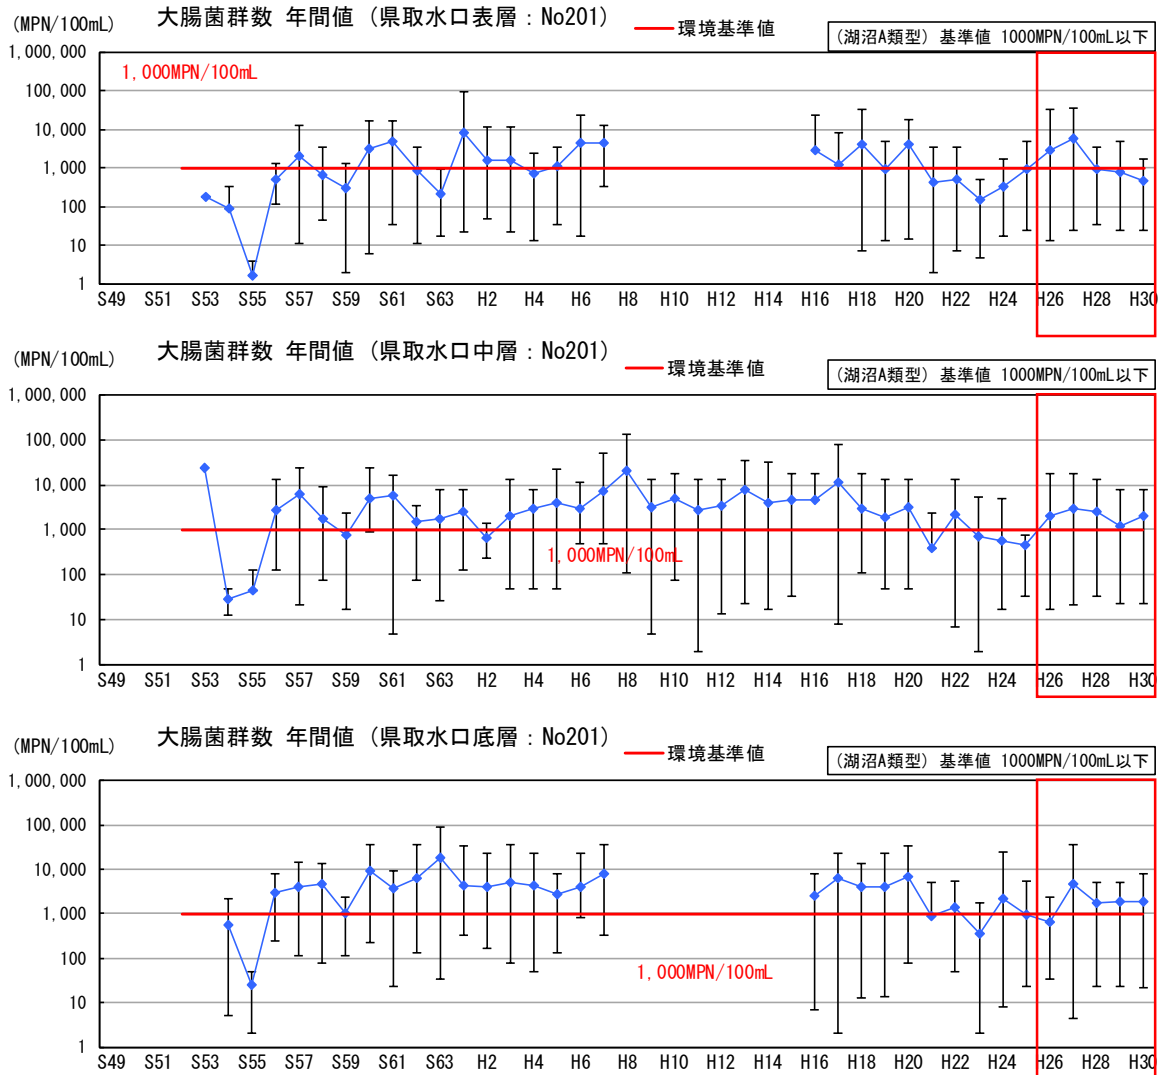 (MPN/100mL) 大腸菌群数 年間値（県取水口表層：No201）
環境基準値
(湖沼A類型) 基準値 1000MPN/100mL以下
1,000MPN/100mL
1,000,000
100,000
10,000
1,000
100
10
1
S49 S51 S53 S55 S57 S59 S61 S63 H2 H4 H6 H8 H10 H12 H14 H16 H18 H20 H22 H24 H26 H28 H30
(MPN/100mL) 大腸菌群数 年間値（県取水口中層：No201）
環境基準値
(湖沼A類型) 基準値 1000MPN/100mL以下
1,000,000
100,000
10,000
1,000
1,000MPN/100mL
100
10
1
S49 S51 S53 S55 S57 S59 S61 S63 H2 H4 H6 H8 H10 H12 H14 H16 H18 H20 H22 H24 H26 H28 H30
(MPN/100mL) 大腸菌群数 年間値（県取水口底層：No201）
環境基準値
(湖沼A類型) 基準値 1000MPN/100mL以下
1,000,000
100,000
10,000
1,000
100
1,000MPN/100mL
10
1
S49 S51 S53 S55 S57 S59 S61 S63 H2 H4 H6 H8 H10 H12 H14 H16 H18 H20 H22 H24 H26 H28 H30